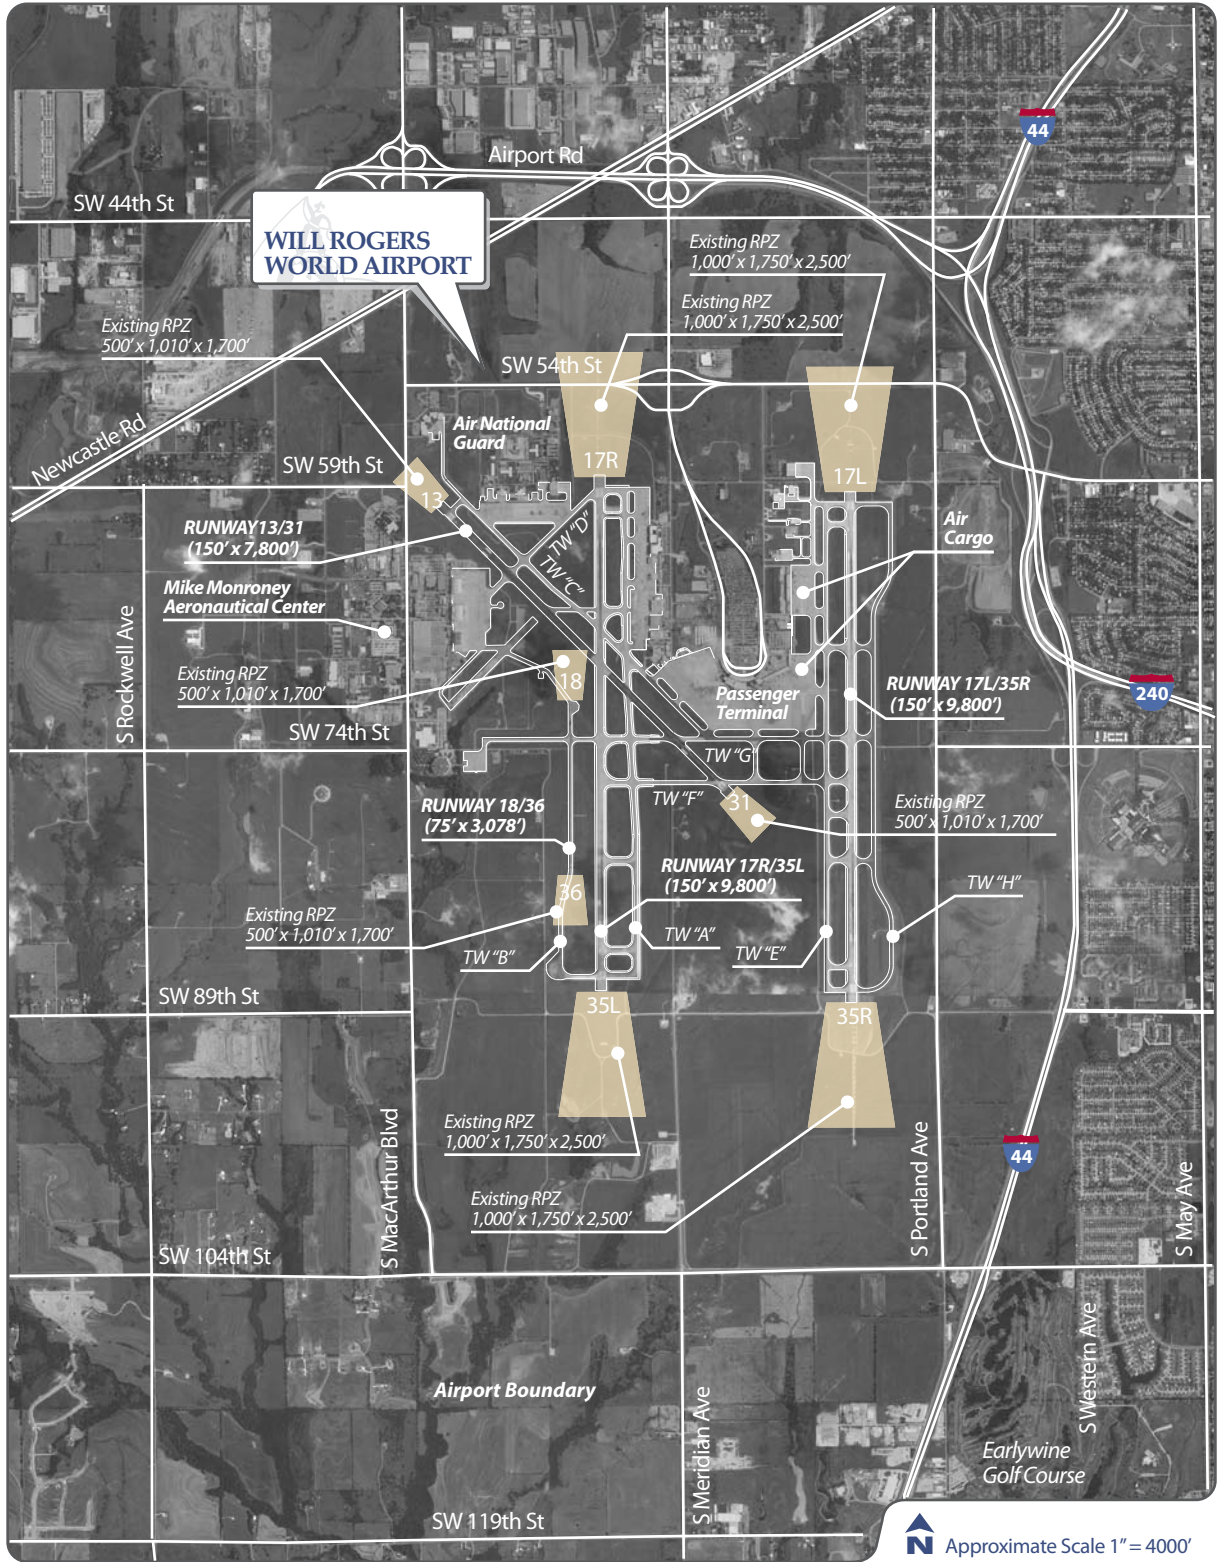 44
Airport Rd
SW 44th St
WILL ROGERS
WORLD AIRPORT
Existing RPZ
1,000' x 1,750' x 2,500'
Existing RPZ
1,000' x 1,750' x 2,500'
Existing RPZ
500' x 1,010' x 1,700'
SW 54th St
Air National
Guard
Newcastle Rd
SW 59th St
17R
17L
13
RUNWAY13/31
(150' x 7,800')
TW "D"
TW "C"
Air
Cargo
Mike Monroney
Aeronautical Center
S Rockwell Ave
Existing RPZ
500' x 1,010' x 1,700'
18
Passenger
Terminal
RUNWAY 17L/35R
(150' x 9,800')
240
SW 74th St
TW "G"
TW "F"
31
RUNWAY 18/36
(75' x 3,078')
Existing RPZ
500' x 1,010' x 1,700'
RUNWAY 17R/35L
(150' x 9,800')
36
TW "H"
Existing RPZ
500' x 1,010' x 1,700'
TW "B"
TW "A"
TW "E"
SW 89th St
35L
35R
Existing RPZ
1,000' x 1,750' x 2,500'
S MacArthur Blvd
S Portland Ave
44
S May Ave
Existing RPZ
1,000' x 1,750' x 2,500'
SW 104th St
Airport Boundary
S Meridian Ave
S Western Ave
Earlywine
Golf Course
SW 119th St
N
Approximate Scale 1" = 4000'